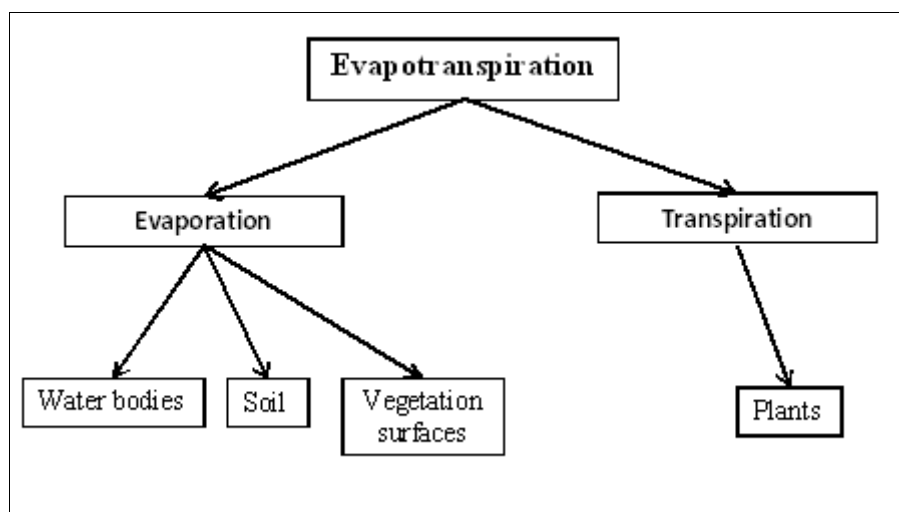 Evapotranspiration
Evaporation
Transpiration
Water bodies
Soil
Vegetation
surfaces
Plants